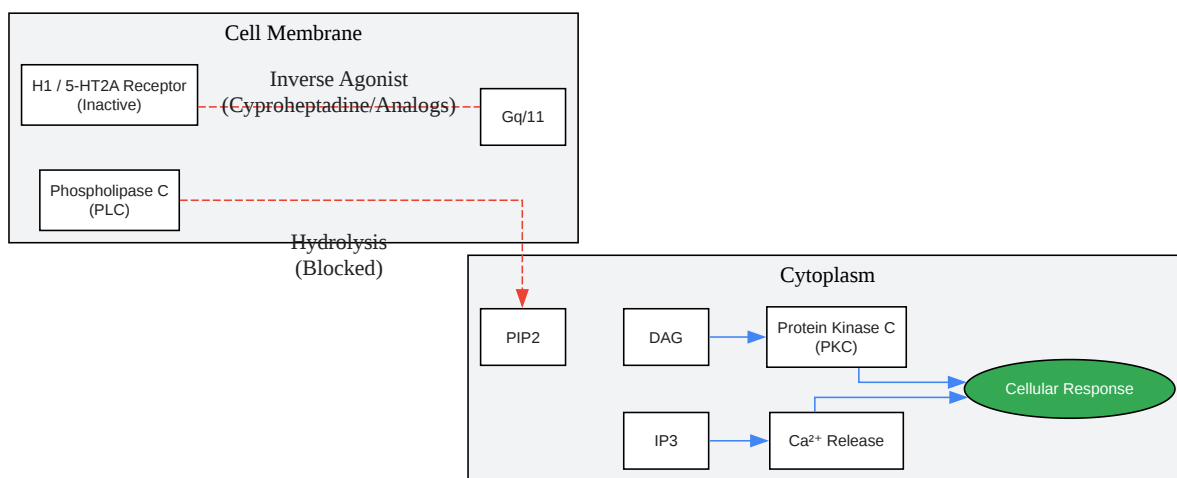 Cell Membrane
H1 / 5-HT2A Receptor
(Inactive)
Inverse Agonist
(Cyproheptadine/Analogs)
Gq/11
Phospholipase C
(PLC)
Hydrolysis
(Blocked)
Cytoplasm
PIP2
DAG
Protein Kinase C
(PKC)
Cellular Response
IP3
Ca²⁺ Release